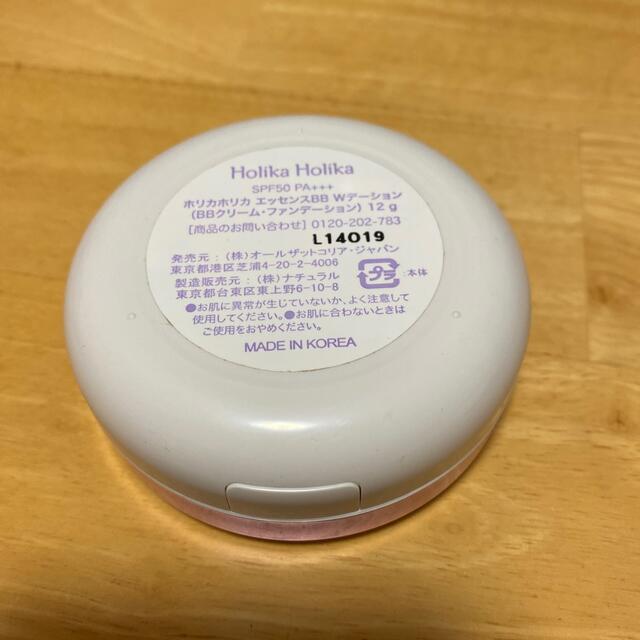 Holika Holika
SPF50 PA+++
ホリカホリカ エッセンスBB Wデーション
(BBクリーム・ファンデーション) 12 g
[商品のお問い合わせ] 0120-202-783
L14019
発売元:(株)オールザットコリア・ジャパン
東京都港区芝浦4-20-2-4006
製造販売元:(株)ナチュラル
東京都台東区東上野6-10-8
プラ :本体
●お肌に異常が生じていないか、よく注意して
使用してください。●お肌に合わないときは
ご使用をおやめください。
MADE IN KOREA